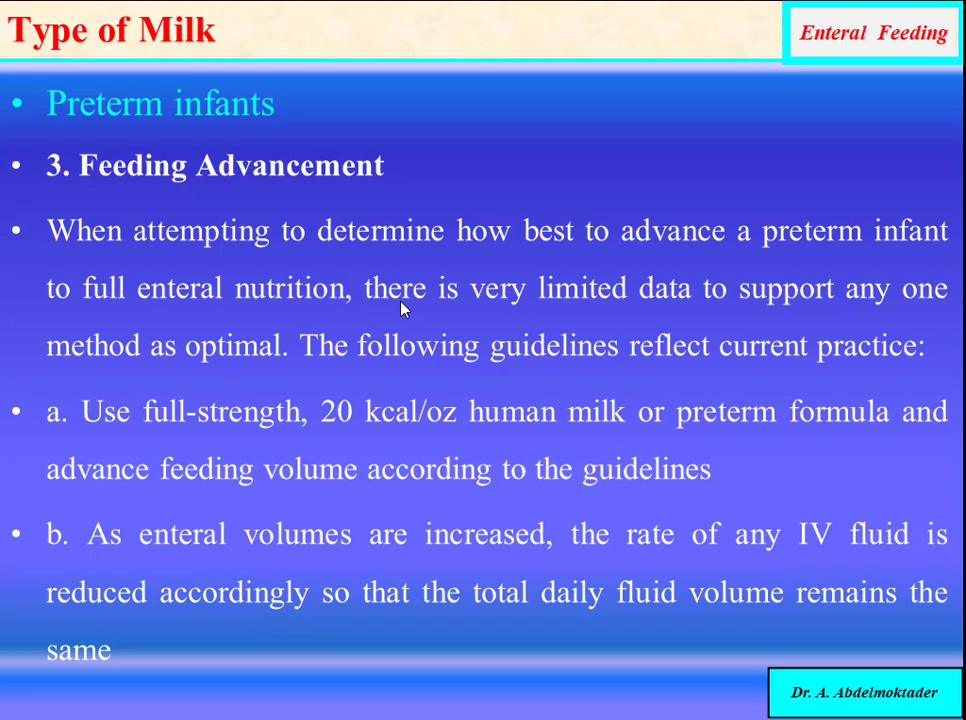 Type of Milk
Enteral Feeding
• Preterm infants
• 3. Feeding Advancement
• When attempting to determine how best to advance a preterm infant
to full enteral nutrition, there is very limited data to support any one
method as optimal. The following guidelines reflect current practice:
• a. Use full-strength, 20 kcal/oz human milk or preterm formula and
advance feeding volume according to the guidelines
• b. As enteral volumes are increased, the rate of any IV fluid is
reduced accordingly so that the total daily fluid volume remains the
same
Dr. A. Abdelmoktader